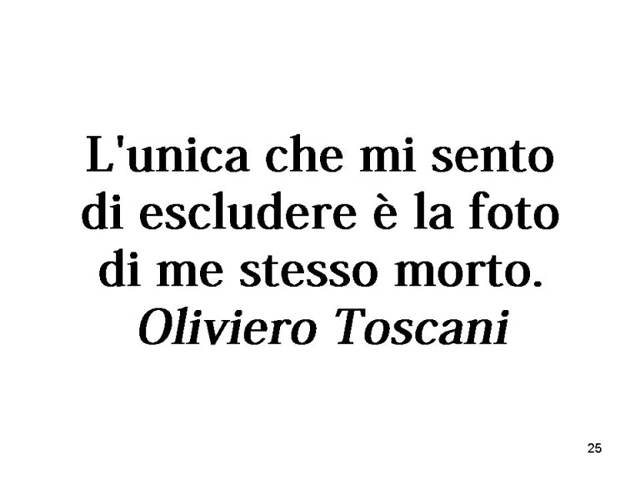 L'unica che mi sento
di escludere è la foto
di me stesso morto.
Oliviero Toscani
25